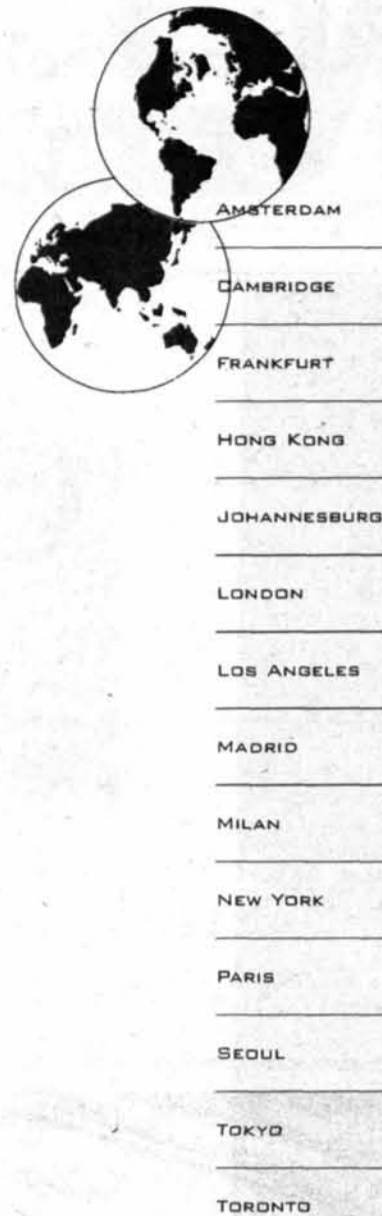 AMSTERDAM
CAMBRIDGE
FRANKFURT
HONG KONG
JOHANNESBURG
LONDON
LOS ANGELES
MADRID
MILAN
NEW YORK
PARIS
SEOUL
TOKYO
TORONTO